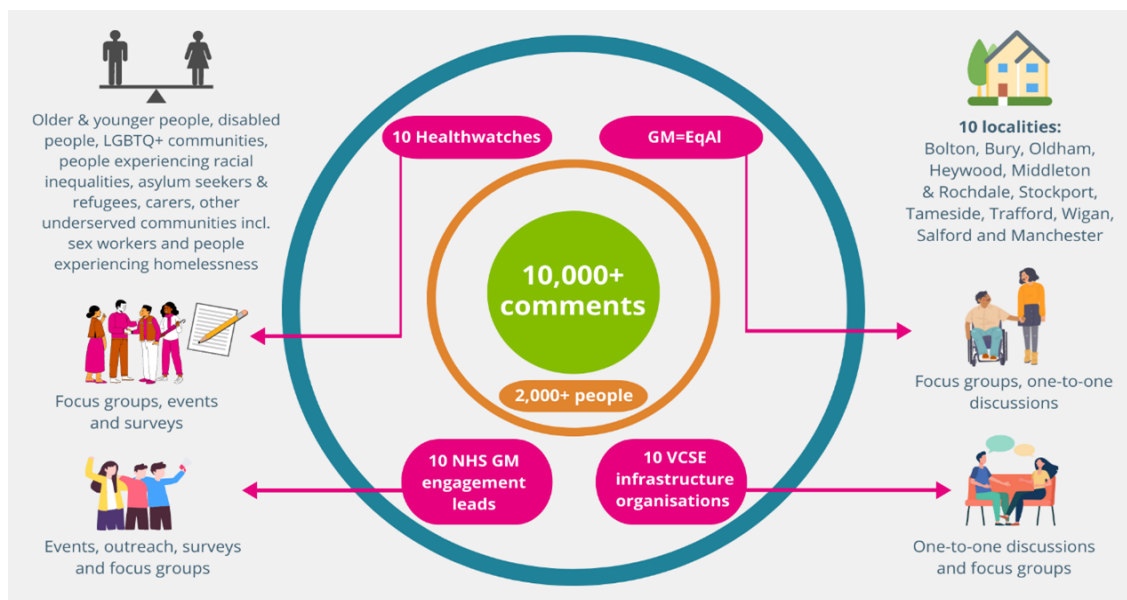 Older & younger people, disabled
people, LGBTQ+ communities,
people experiencing racial
inequalities, asylum seekers &
refugees, carers, other
underserved communities incl.
sex workers and people
experiencing homelessness
Focus groups, events
and surveys
Events, outreach, surveys
and focus groups
10 Healthwatches
GM=EqAl
10,000+
comments
2,000+ people
10 NHS GM
engagement
leads
10 VCSE
infrastructure
organisations
10 localities:
Bolton, Bury, Oldham,
Heywood, Middleton
& Rochdale, Stockport,
Tameside, Trafford, Wigan,
Salford and Manchester
Focus groups, one-to-one
discussions
One-to-one discussions
and focus groups